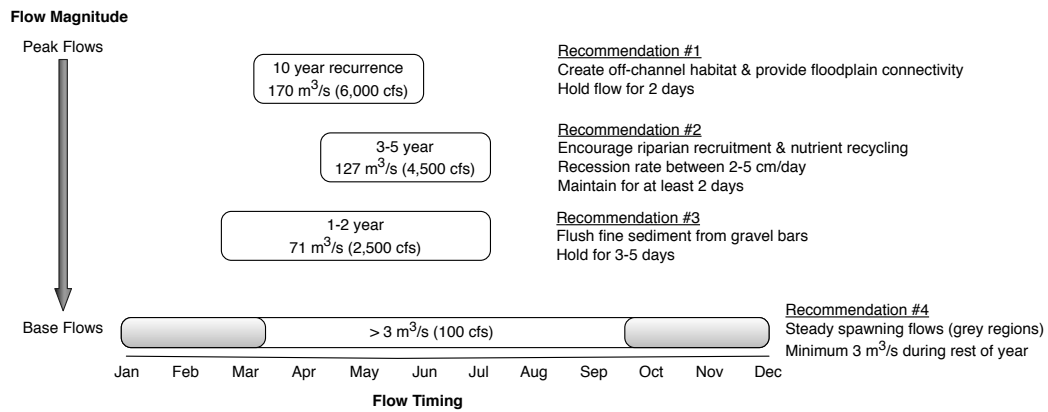 Flow Magnitude
Peak Flows
10 year recurrence
170 m³/s (6,000 cfs)
Recommendation #1
Create off-channel habitat & provide floodplain connectivity
Hold flow for 2 days
3-5 year
127 m³/s (4,500 cfs)
Recommendation #2
Encourage riparian recruitment & nutrient recycling
Recession rate between 2-5 cm/day
Maintain for at least 2 days
1-2 year
71 m³/s (2,500 cfs)
Recommendation #3
Flush fine sediment from gravel bars
Hold for 3-5 days
Base Flows
> 3 m³/s (100 cfs)
Recommendation #4
Steady spawning flows (grey regions)
Minimum 3 m³/s during rest of year
Jan Feb Mar Apr May Jun Jul Aug Sep Oct Nov Dec
Flow Timing